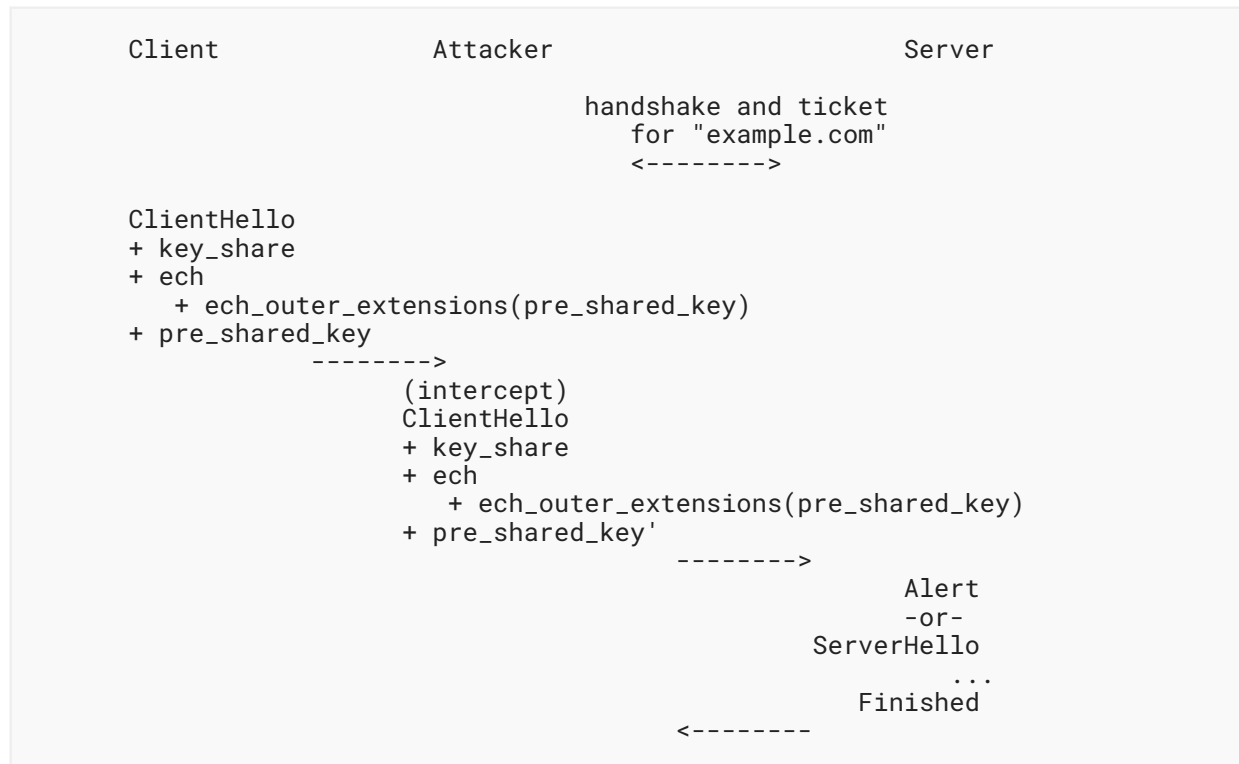 Client Attacker Server
handshake and ticket
for "example.com"
<-------->
ClientHello
+ key_share
+ ech
+ ech_outer_extensions(pre_shared_key)
+ pre_shared_key
-------->
(intercept)
ClientHello
+ key_share
+ ech
+ ech_outer_extensions(pre_shared_key)
+ pre_shared_key'
-------->
Alert
-or-
ServerHello
...
Finished
<--------